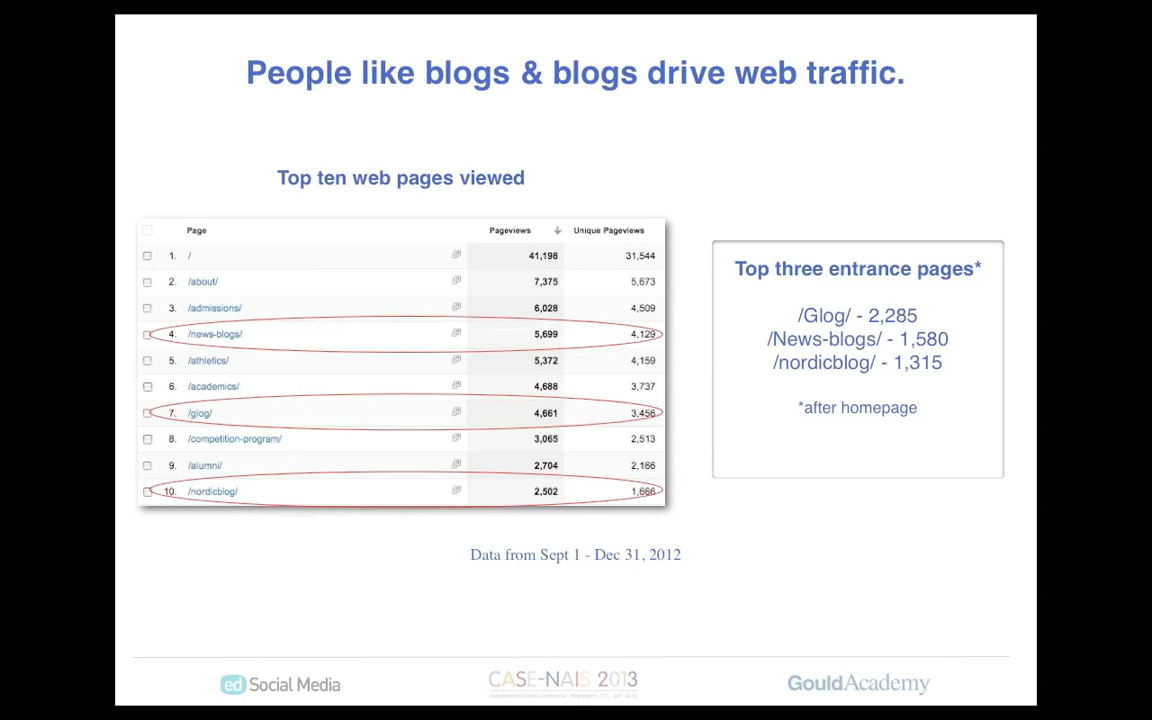 People like blogs & blogs drive web traffic.
Top ten web pages viewed
Page Pageviews Unique Pageviews
1. / 41,198 31,544
2. /about/ 7,375 5,673
3. /admissions/ 6,028 4,509
4. /news-blogs/ 5,699 4,129
5. /athletics/ 5,372 4,159
6. /academics/ 4,688 3,737
7. /glog/ 4,661 3,456
8. /competition-program/ 3,065 2,513
9. /alumni/ 2,704 2,166
10. /nordicblog/ 2,502 1,666
Top three entrance pages*
/Glog/ - 2,285
/News-blogs/ - 1,580
/nordicblog/ - 1,315
*after homepage
Data from Sept 1 - Dec 31, 2012
ed Social Media
CASE-NAIS 2013
GouldAcademy